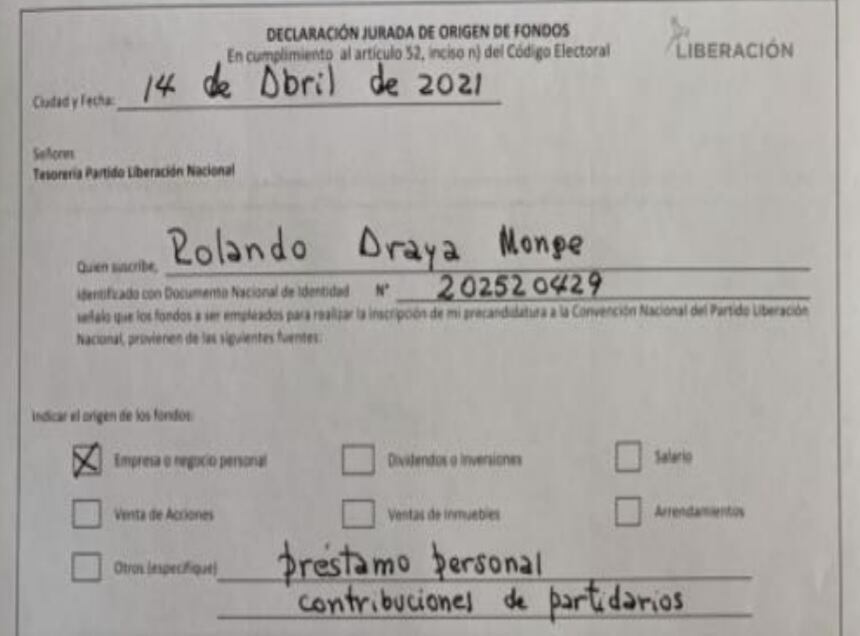 DECLARACIÓN JURADA DE ORIGEN DE FONDOS
En cumplimiento al artículo 52, inciso n) del Código Electoral
LIBERACIÓN
Ciudad y Fecha: 14 de Abril de 2021
Señores
Tesorería Partido Liberación Nacional
Quien suscribe, Rolando Araya Monge
identificado con Documento Nacional de Identidad N° 202520429
señalo que los fondos a ser empleados para realizar la inscripción de mi precandidatura a la Convención Nacional del Partido Liberación
Nacional, provienen de las siguientes fuentes:
Indicar el origen de los fondos:
Empresa o negocio personal Dividendos o Inversiones Salario
Venta de Acciones Ventas de Inmuebles Arrendamientos
Otros (especifique) préstamo personal
contribuciones de partidarios